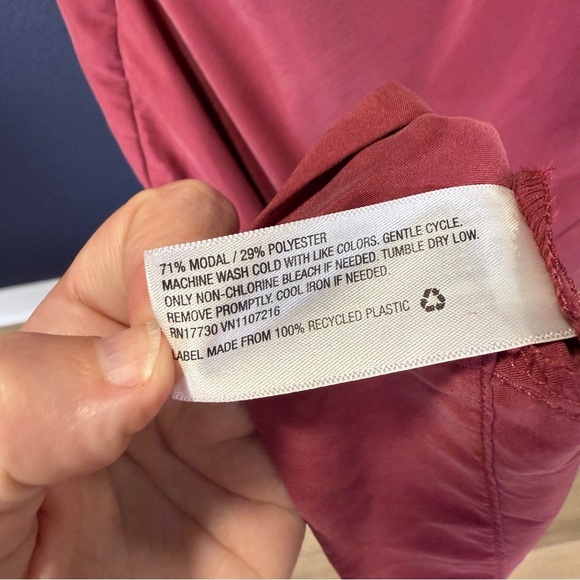 71% MODAL / 29% POLYESTER
MACHINE WASH COLD WITH LIKE COLORS. GENTLE CYCLE.
ONLY NON-CHLORINE BLEACH IF NEEDED. TUMBLE DRY LOW.
REMOVE PROMPTLY. COOL IRON IF NEEDED.
RN17730 VN1107216
LABEL MADE FROM 100% RECYCLED PLASTIC